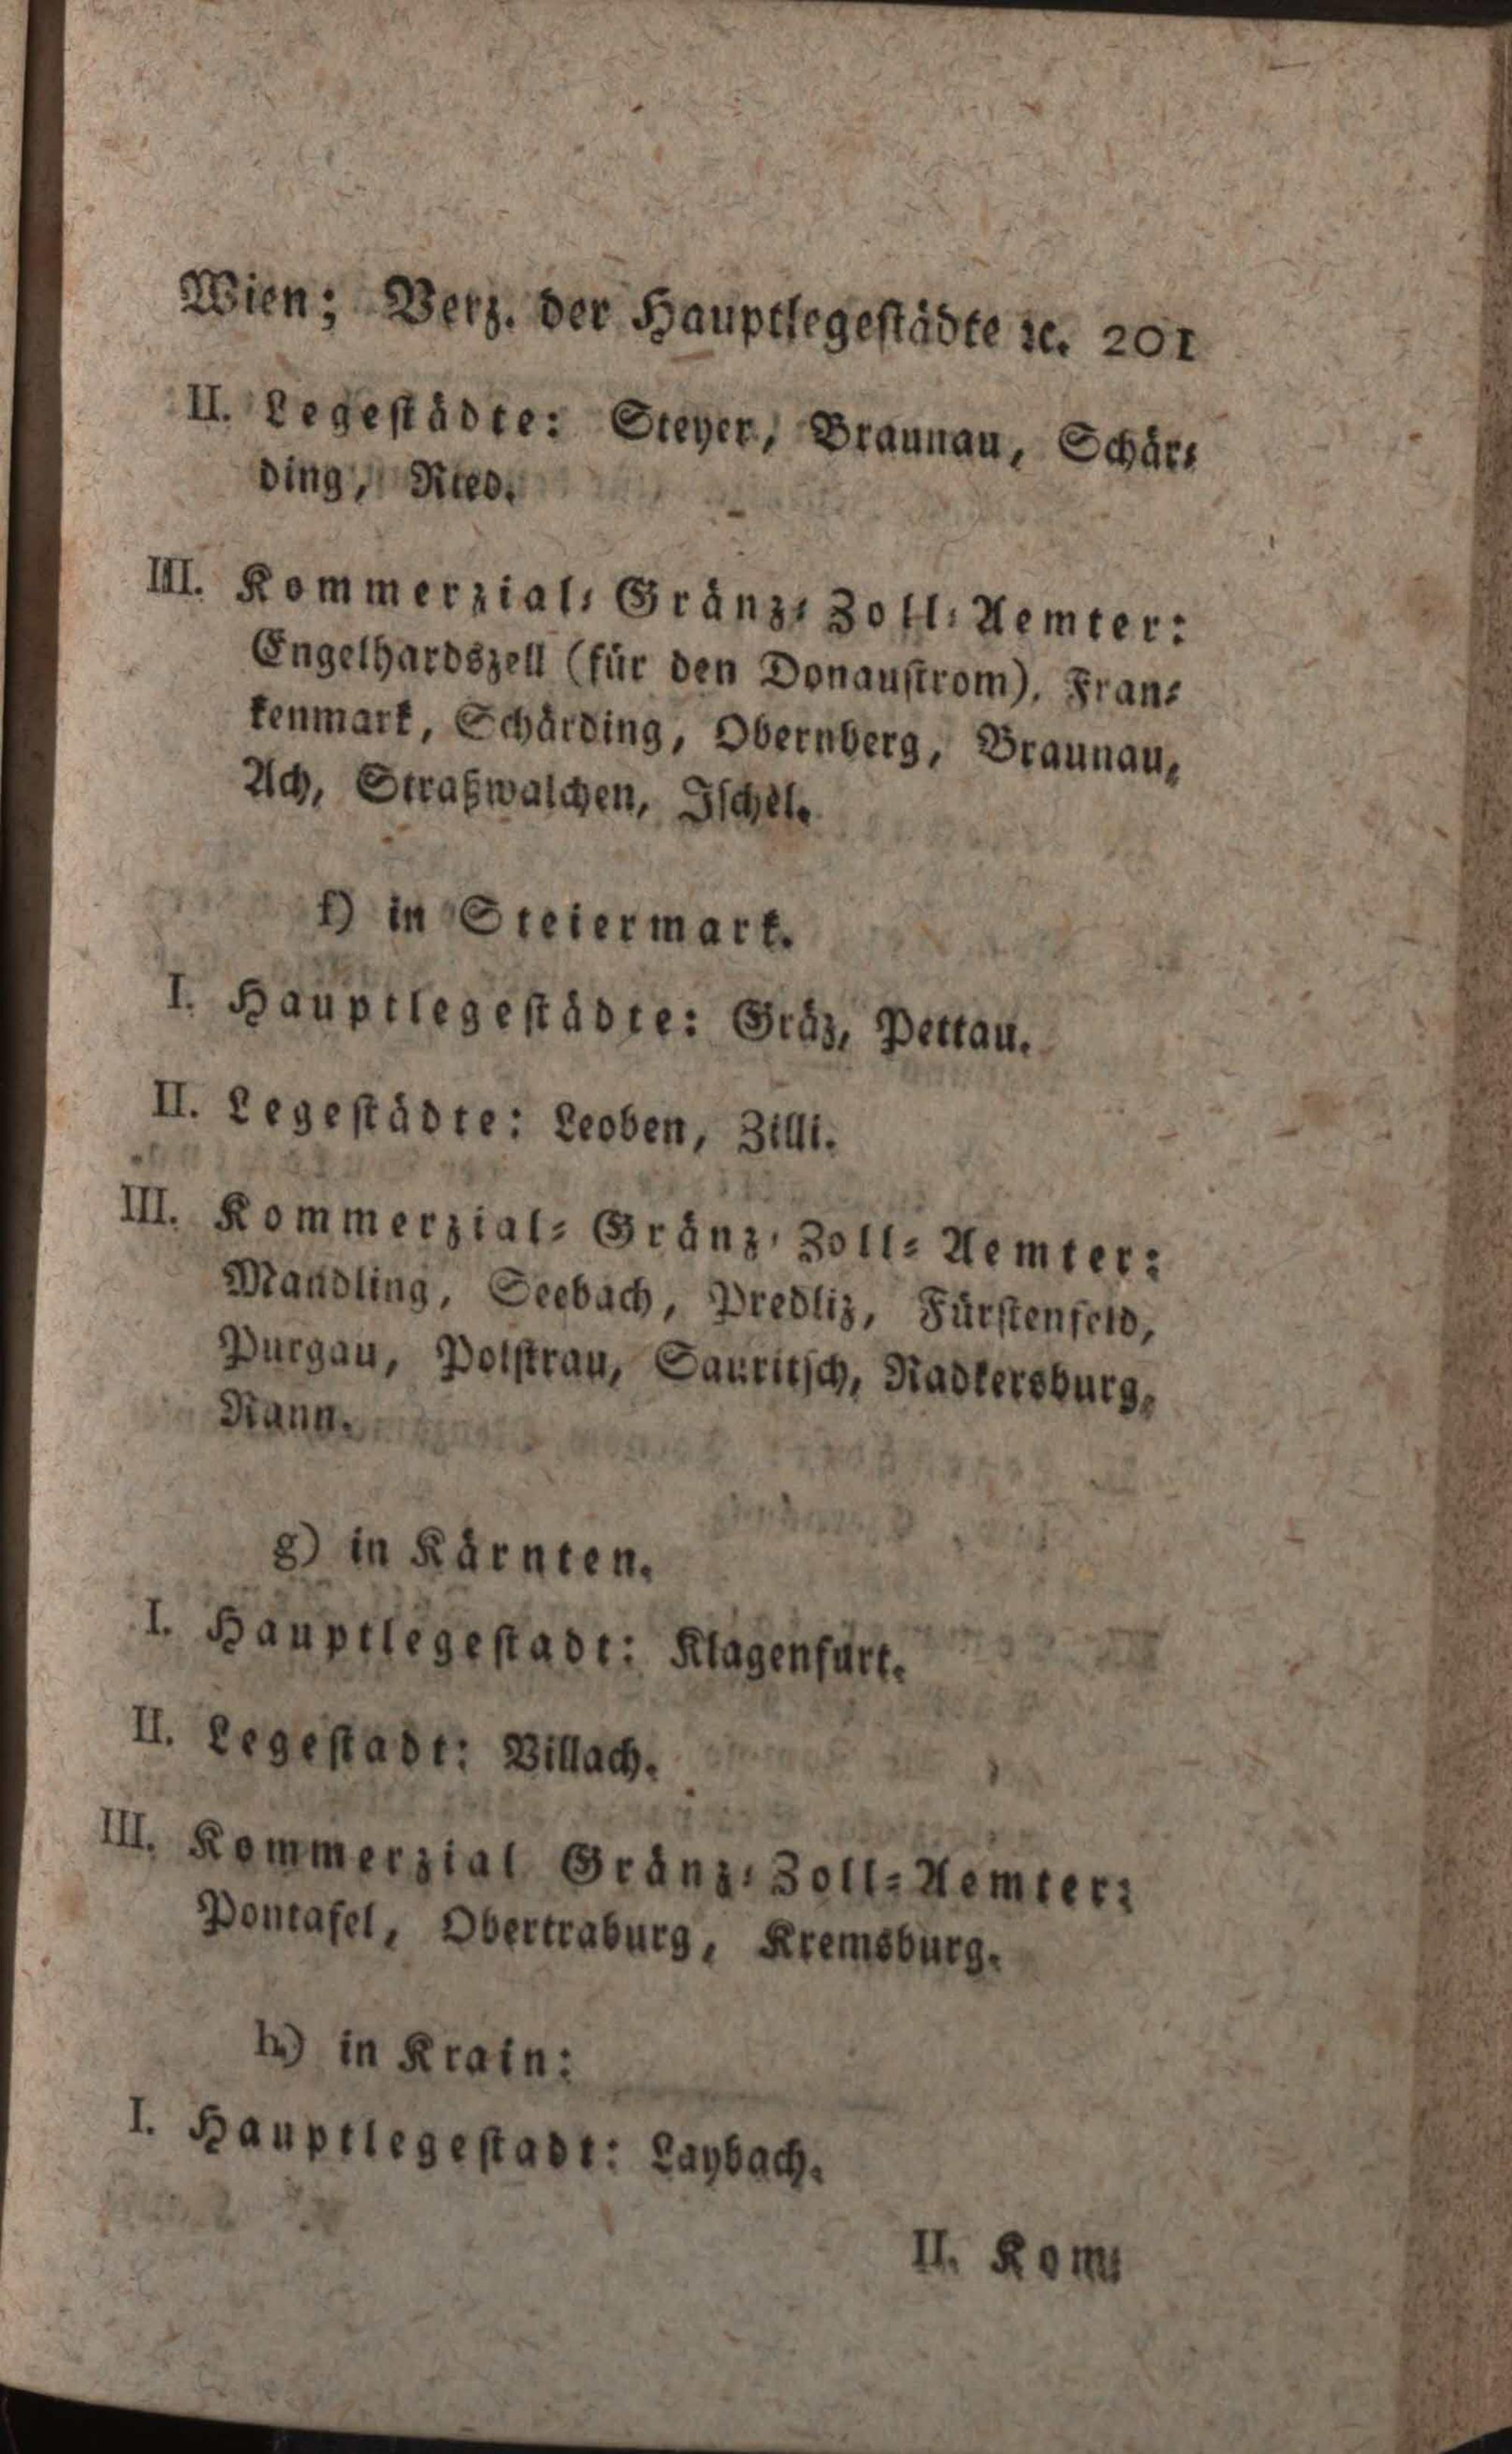 Wien; Verz. der Hauptlegestädte ꝛc. 201
II. Legestädte: Steyer, Braunau, Schär-
ding, Ried.
III. Kommerzial-Gränz-Zoll-Aemter:
Engelhardszell (für den Donaustrom), Fran-
kenmark, Schärding, Obernberg, Braunau,
Ach, Straßwalchen, Ischel.
f) in Steiermark.
I. Hauptlegestädte: Gräz, Pettau.
II. Legestädte: Leoben, Zilli.
III. Kommerzial-Gränz-Zoll-Aemter:
Mandling, Seebach, Predliz, Fürstenfeld,
Purgau, Polstrau, Sauritsch, Radkersburg,
Rann.
g) in Kärnten.
I. Hauptlegestadt: Klagenfurt.
II. Legestadt: Villach.
III. Kommerzial Gränz-Zoll-Aemter:
Pontafel, Obertraburg, Kremsburg.
h) in Krain:
I. Hauptlegestadt: Laybach.
II. Kom-